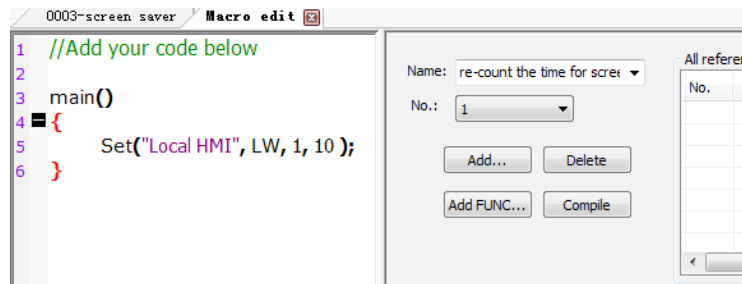 0003-screen saver
Macro edit
1 //Add your code below
2
3 main()
4 {
5 Set("Local HMI", LW, 1, 10 );
6 }
Name: re-count the time for scree
No.: 1
Add... Delete
Add FUNC... Compile
All refere
No.